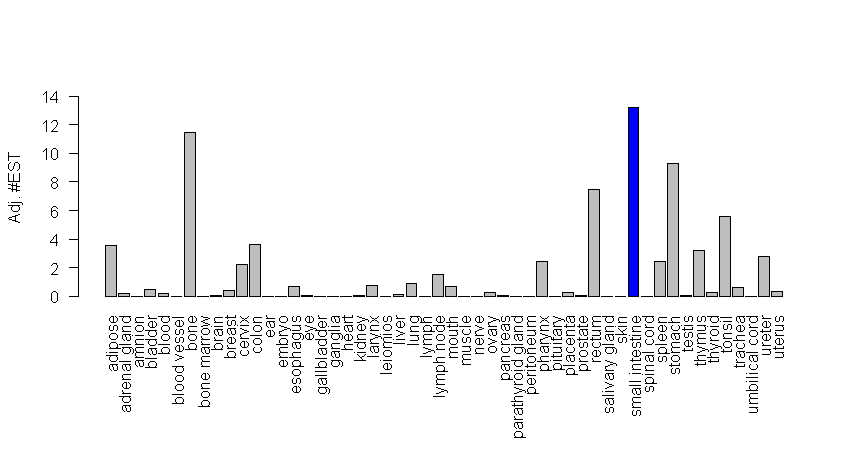 Adj. #EST
14
12
10
8
6
4
2
0
adipose
adrenal gland
amnion
bladder
blood
blood vessel
bone
bone marrow
brain
breast
cervix
colon
ear
embryo
esophagus
eye
gallbladder
ganglia
heart
kidney
larynx
leiomios
liver
lung
lymph
lymph node
mouth
muscle
nerve
ovary
pancreas
parathyroid gland
peritoneum
pharynx
pituitary
placenta
prostate
rectum
salivary gland
skin
small intestine
spinal cord
spleen
stomach
testis
thymus
thyroid
tonsil
trachea
umbilical cord
ureter
uterus